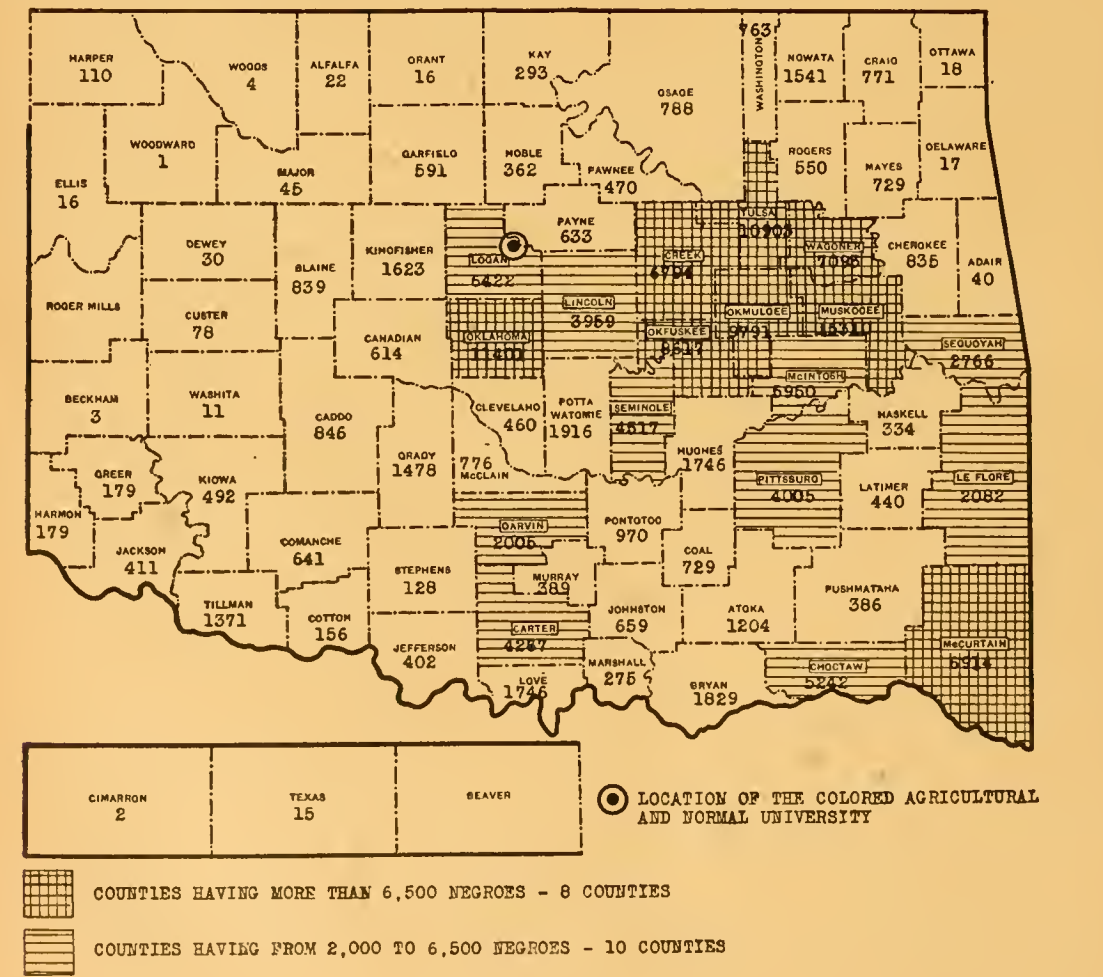 HARPER
110
WOODS
4
ALFALFA
22
GRANT
16
KAY
293
OSAGE
788
763
WASHINGTON
NOWATA
1541
CRAIG
771
OTTAWA
18
WOODWARD
1
MAJOR
45
GARFIELD
591
NOBLE
362
PAWNEE
470
ROGERS
550
MAYES
729
DELAWARE
17
ELLIS
16
DEWEY
30
BLAINE
839
KINGFISHER
1623
LOGAN
5422
PAYNE
633
CREEK
TULSA
10903
WAGONER
CHEROKEE
835
ADAIR
40
ROGER MILLS
CUSTER
78
CANADIAN
614
OKLAHOMA
LINCOLN
3959
OKFUSKEE
OKMULGEE
MUSKOGEE
SEQUOYAH
2766
BECKHAM
3
WASHITA
11
CADDO
846
GRADY
1478
CLEVELAND
460
POTTA
WATOMIE
1916
SEMINOLE
HUGHES
1746
McINTOSH
5950
HASKELL
334
GREER
179
HARMON
179
KIOWA
492
776
McCLAIN
PITTSBURG
4005
LATIMER
440
LE FLORE
2082
JACKSON
411
COMANCHE
641
GARVIN
2005
PONTOTOC
970
COAL
729
TILLMAN
1371
COTTON
156
STEPHENS
128
MURRAY
389
JOHNSTON
659
ATOKA
1204
PUSHMATAHA
386
JEFFERSON
402
CARTER
LOVE
1746
MARSHALL
275
BRYAN
1829
CHOCTAW
5242
McCURTAIN
CIMARRON
2
TEXAS
15
BEAVER
LOCATION OF THE COLORED AGRICULTURAL
AND NORMAL UNIVERSITY
COUNTIES HAVING MORE THAN 6,500 NEGROES - 8 COUNTIES
COUNTIES HAVING FROM 2,000 TO 6,500 NEGROES - 10 COUNTIES